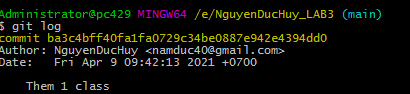 Administrator@pc429 MINGW64 /e/NguyenDucHuy_LAB3 (main)
$ git log
commit ba3c4bff40fa1fa0729c34be0887e942e4394dd0
Author: NguyenDucHuy <namduc40@gmail.com>
Date:   Fri Apr 9 09:42:13 2021 +0700
    Them 1 class